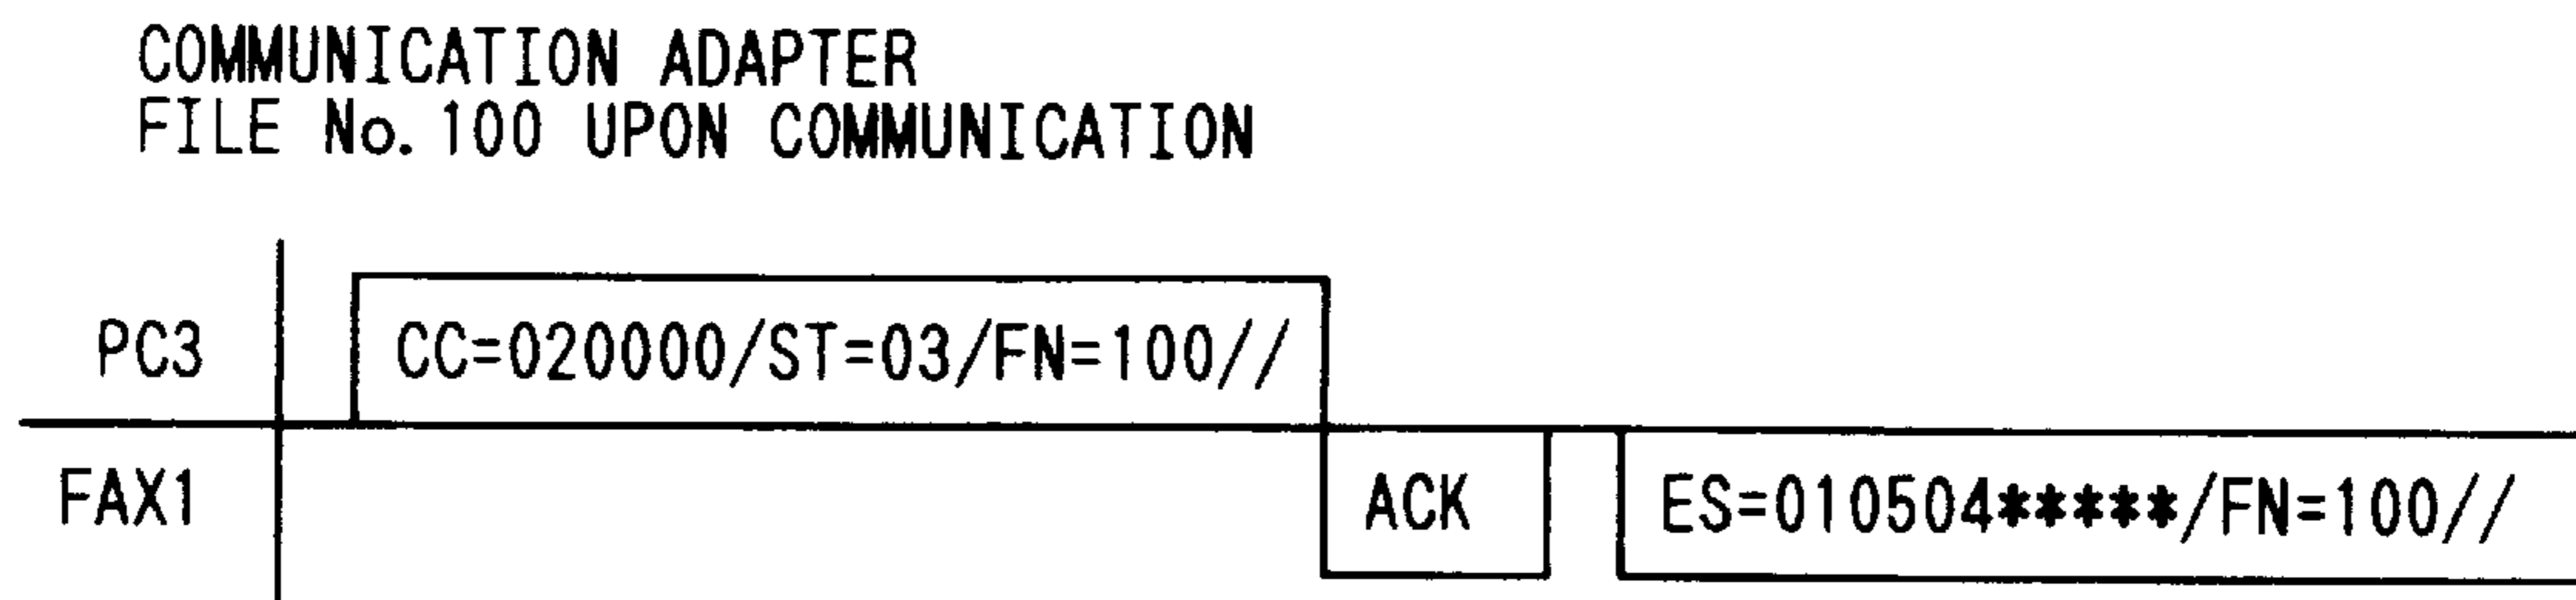 COMMUNICATION ADAPTER
FILE No. 100 UPON COMMUNICATION
PC3 CC=020000/ST=03/FN=100//
FAX1 ACK ES=010504*****/FN=100//